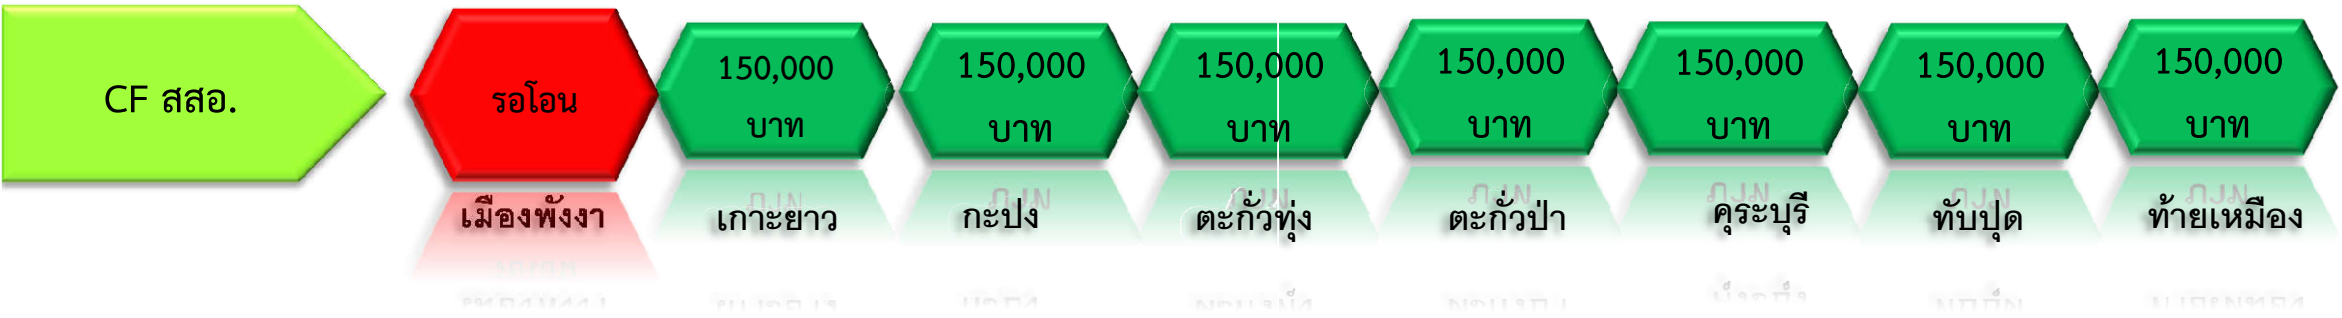 CF สสอ.
รอโอน
150,000
บาท
150,000
บาท
150,000
บาท
150,000
บาท
150,000
บาท
150,000
บาท
150,000
บาท
เมืองพังงา
เกาะยาว
กะปง
ตะกั่วทุ่ง
ตะกั่วป่า
คุระบุรี
ทับปุด
ท้ายเหมือง